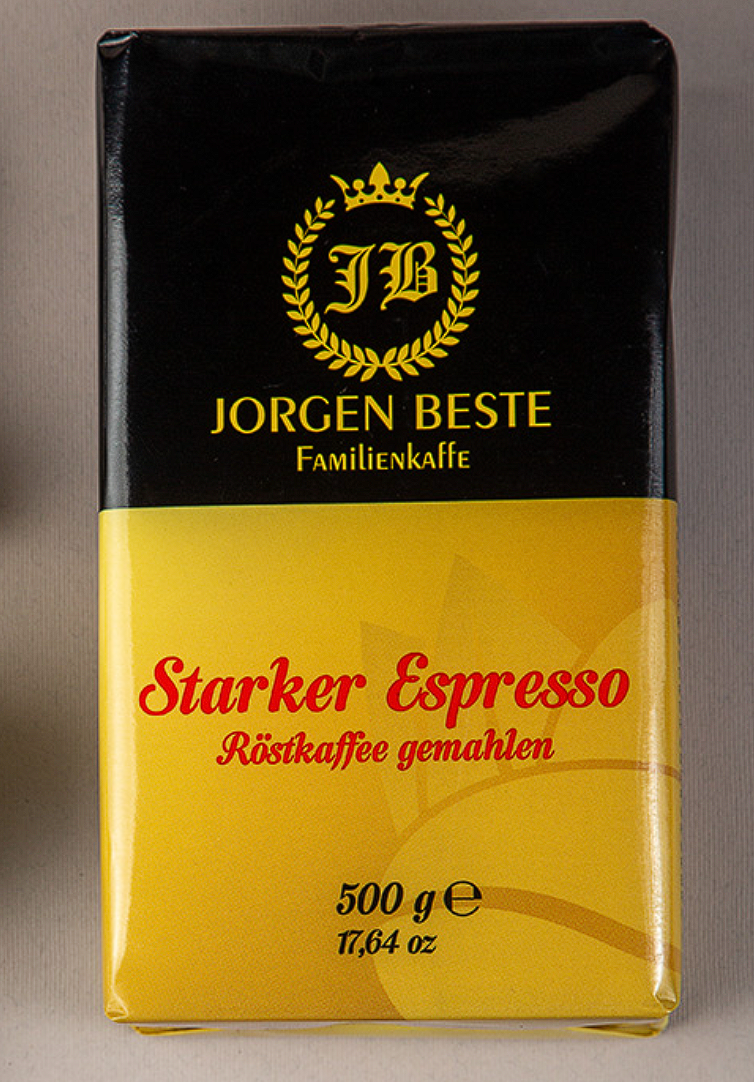 JB
JORGEN BESTE
Familienkaffe
Starker Espresso
Röstkaffee gemahlen
500 g ℮
17,64 oz